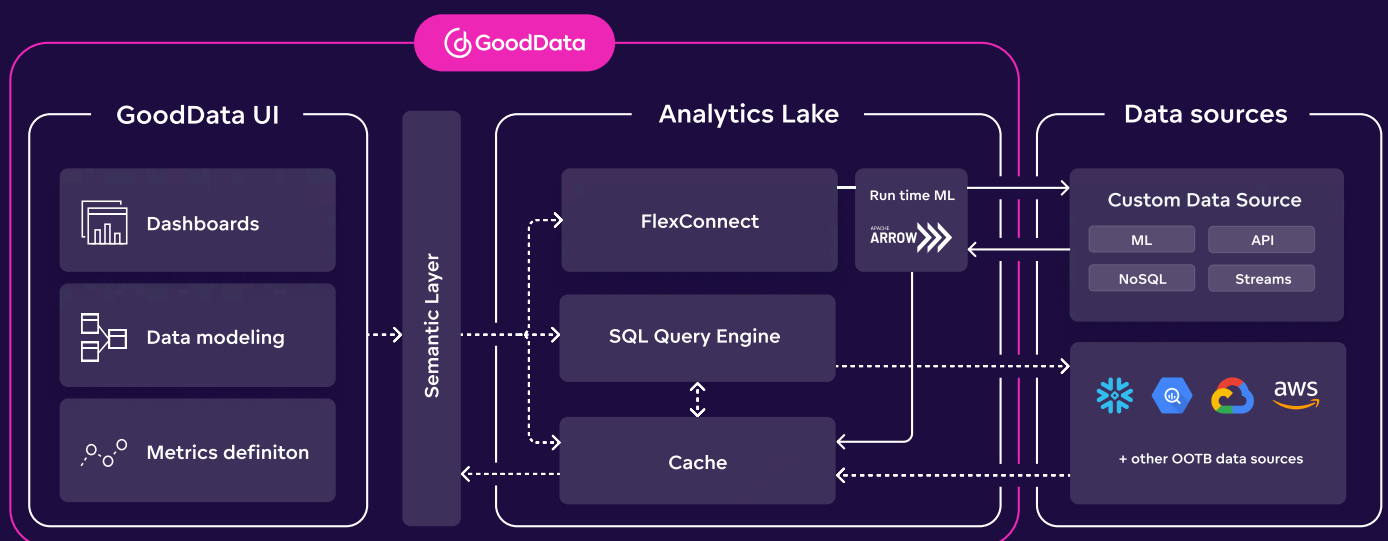 GoodData
GoodData UI
Dashboards
Data modeling
Metrics definiton
Semantic Layer
Analytics Lake
FlexConnect
Run time ML
APACHE
ARROW
SQL Query Engine
Cache
Data sources
Custom Data Source
ML
API
NoSQL
Streams
aws
+ other OOTB data sources